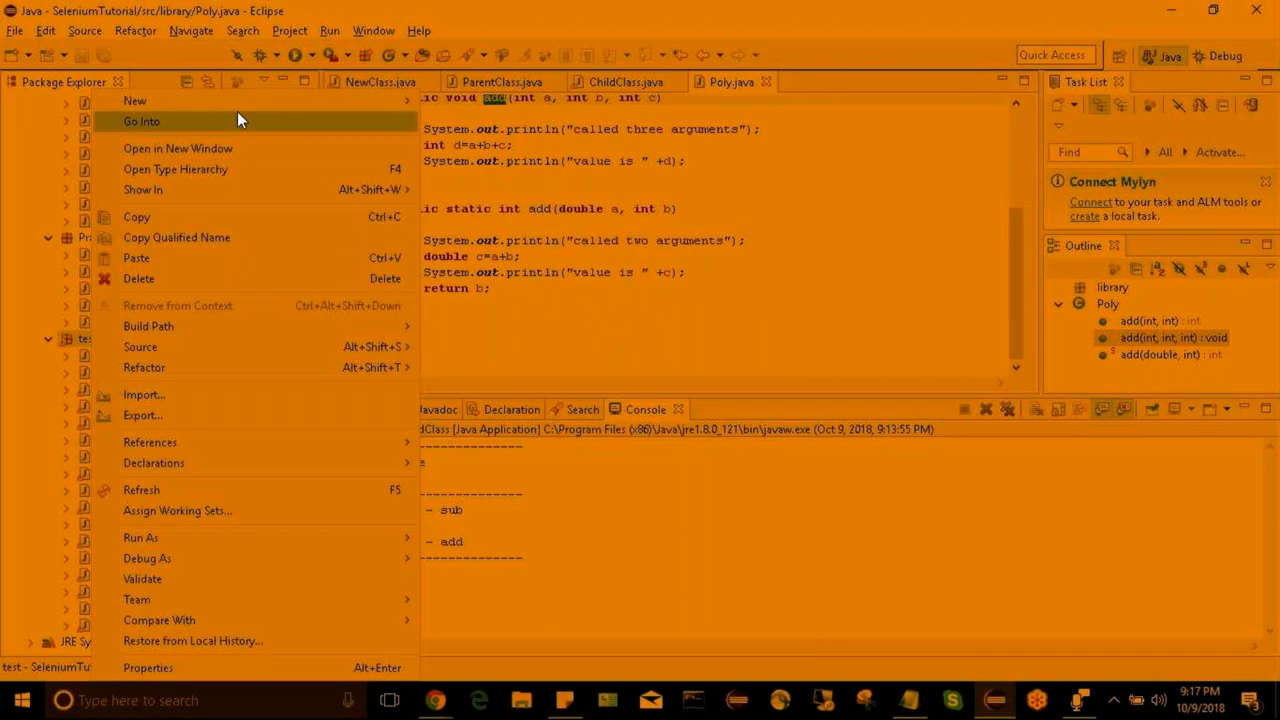 Java - SeleniumTutorial/src/library/Poly.java - Eclipse
File Edit Source Refactor Navigate Search Project Run Window Help
Quick Access Java Debug
Package Explorer NewClass.java ParentClass.java ChildClass.java Poly.java Task List
New
Go Into
Open in New Window
Open Type Hierarchy F4
Show In Alt+Shift+W
Copy Ctrl+C
Copy Qualified Name
Paste Ctrl+V
Delete Delete
Remove from Context Ctrl+Alt+Shift+Down
Build Path
Source Alt+Shift+S
Refactor Alt+Shift+T
Import...
Export...
References
Declarations
Refresh F5
Assign Working Sets...
Run As
Debug As
Validate
Team
Compare With
Restore from Local History...
Properties Alt+Enter
Pr
tes
JRE Sy
test - SeleniumTu
lic void add(int a, int b, int c)
System.out.println("called three arguments");
int d=a+b+c;
System.out.println("value is " +d);
lic static int add(double a, int b)
System.out.println("called two arguments");
double c=a+b;
System.out.println("value is " +c);
return b;
Find All Activate...
Connect Mylyn
Connect to your task and ALM tools or
create a local task.
Outline
library
Poly
add(int, int) : int
add(int, int, int) : void
add(double, int) : int
avadoc Declaration Search Console
dClass [Java Application] C:\Program Files (x86)\Java\jre1.8.0_121\bin\javaw.exe (Oct 9, 2018, 9:13:55 PM)
-------------
e
-------------
- sub
- add
-------------
Type here to search
9:17 PM
10/9/2018
3